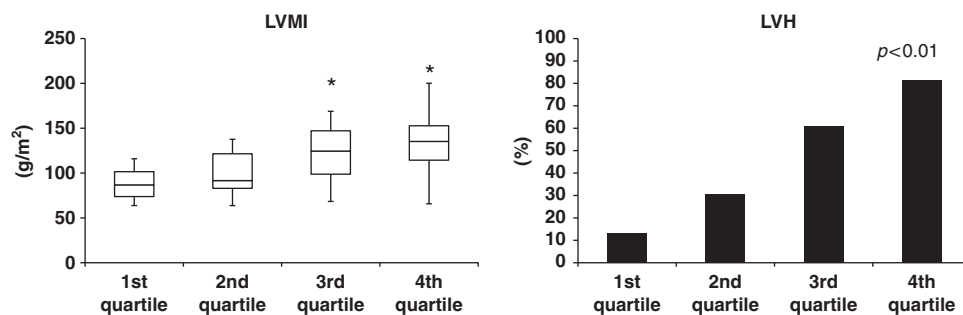 LVMI
250
200
150
100
50
0
(g/m²)
*
*
1st
quartile
2nd
quartile
3rd
quartile
4th
quartile
LVH
100
90
80
70
60
50
40
30
20
10
0
(%)
p<0.01
1st
quartile
2nd
quartile
3rd
quartile
4th
quartile